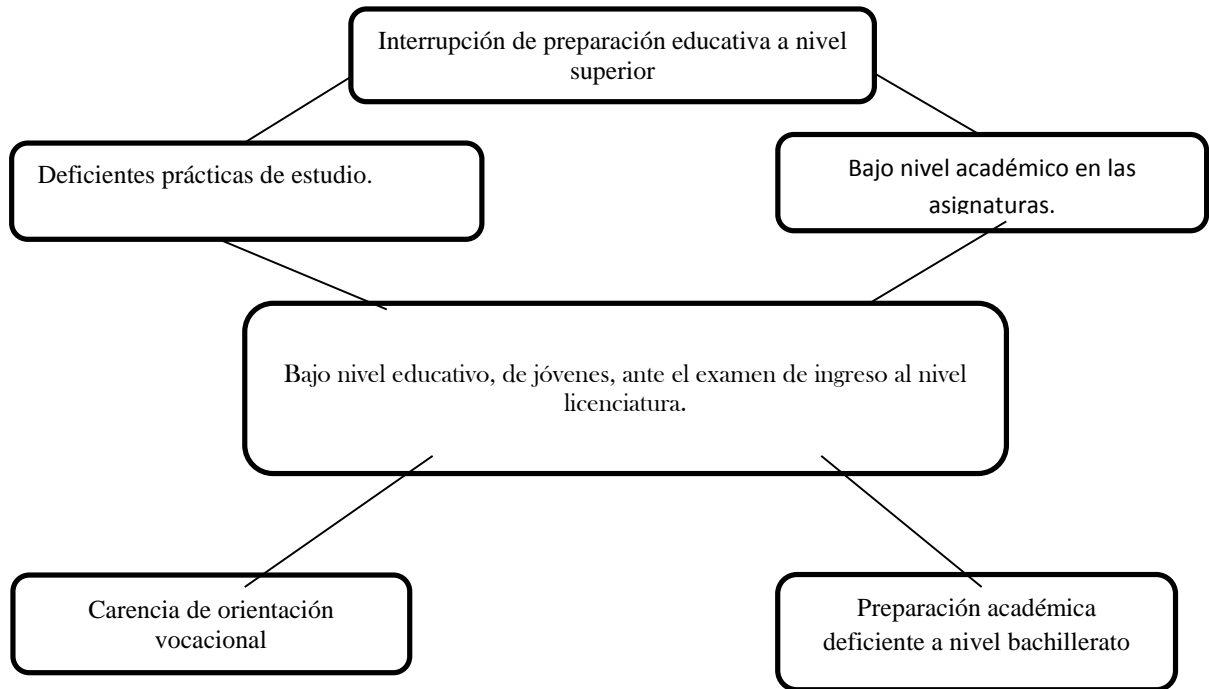 Interrupción de preparación educativa a nivel
superior
Deficientes prácticas de estudio.
Bajo nivel académico en las
asignaturas.
Bajo nivel educativo, de jóvenes, ante el examen de ingreso al nivel
licenciatura.
Carencia de orientación
vocacional
Preparación académica
deficiente a nivel bachillerato